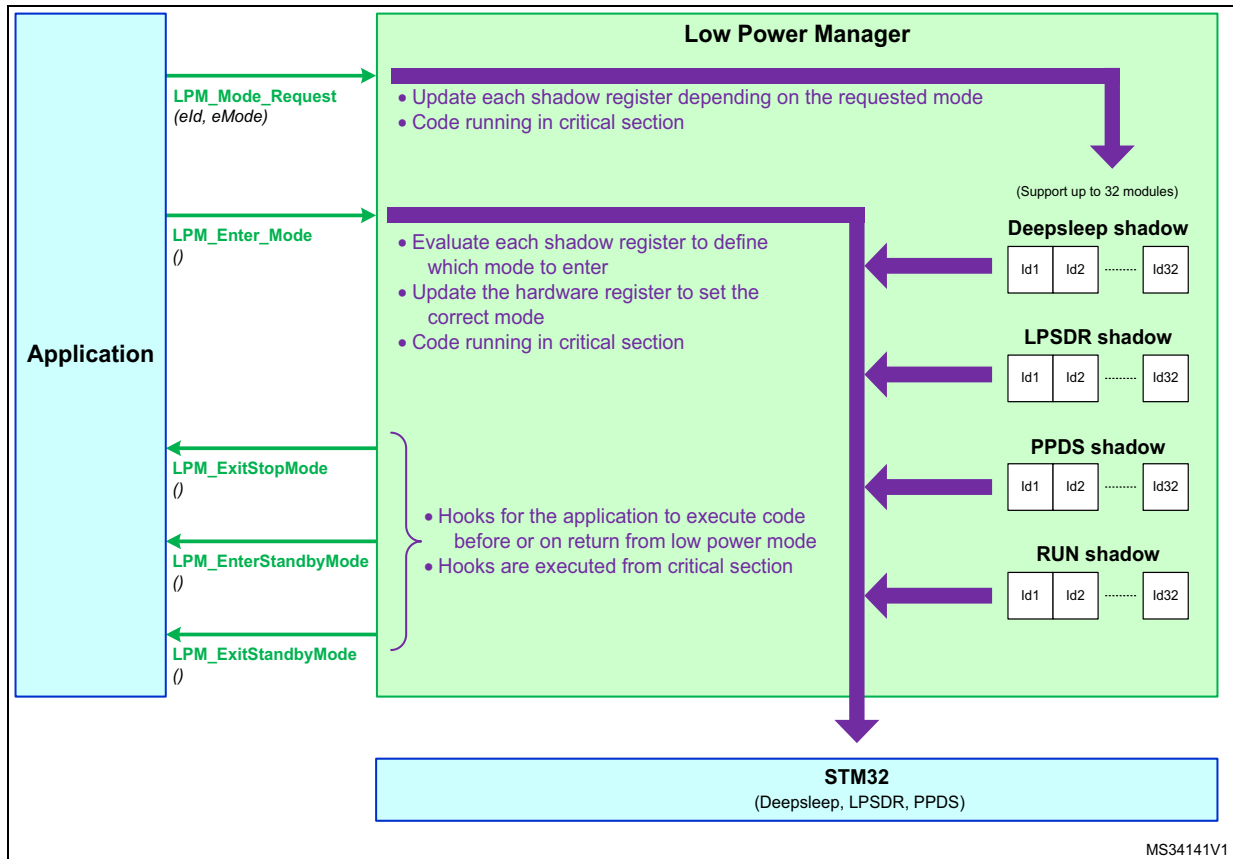 Low Power Manager
LPM_Mode_Request
(eId, eMode)
• Update each shadow register depending on the requested mode
• Code running in critical section
(Support up to 32 modules)
LPM_Enter_Mode
()
• Evaluate each shadow register to define
which mode to enter
• Update the hardware register to set the
correct mode
• Code running in critical section
Deepsleep shadow
Id1 Id2 ········· Id32
LPSDR shadow
Id1 Id2 ········· Id32
Application
LPM_ExitStopMode
()
PPDS shadow
Id1 Id2 ········· Id32
• Hooks for the application to execute code
before or on return from low power mode
• Hooks are executed from critical section
LPM_EnterStandbyMode
()
RUN shadow
Id1 Id2 ········· Id32
LPM_ExitStandbyMode
()
STM32
(Deepsleep, LPSDR, PPDS)
MS34141V1